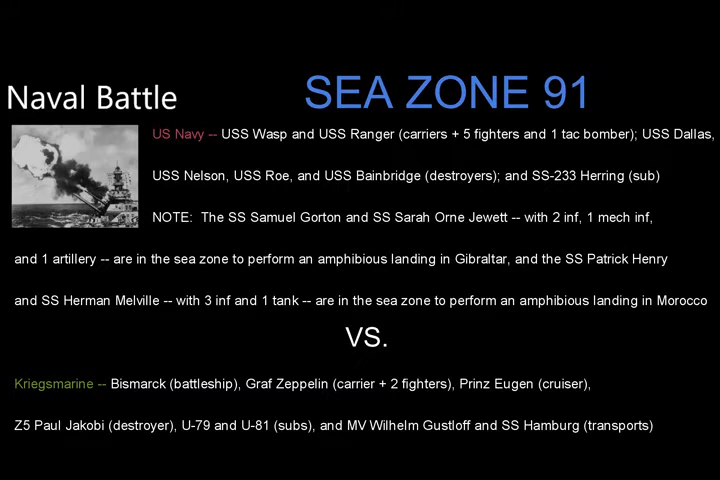 SEA ZONE 91
Naval Battle
US Navy -- USS Wasp and USS Ranger (carriers + 5 fighters and 1 tac bomber); USS Dallas,
USS Nelson, USS Roe, and USS Bainbridge (destroyers); and SS-233 Herring (sub)
NOTE: The SS Samuel Gorton and SS Sarah Orne Jewett -- with 2 inf, 1 mech inf,
and 1 artillery -- are in the sea zone to perform an amphibious landing in Gibraltar, and the SS Patrick Henry
and SS Herman Melville -- with 3 inf and 1 tank -- are in the sea zone to perform an amphibious landing in Morocco
VS.
Kriegsmarine -- Bismarck (battleship), Graf Zeppelin (carrier + 2 fighters), Prinz Eugen (cruiser),
Z5 Paul Jakobi (destroyer), U-79 and U-81 (subs), and MV Wilhelm Gustloff and SS Hamburg (transports)